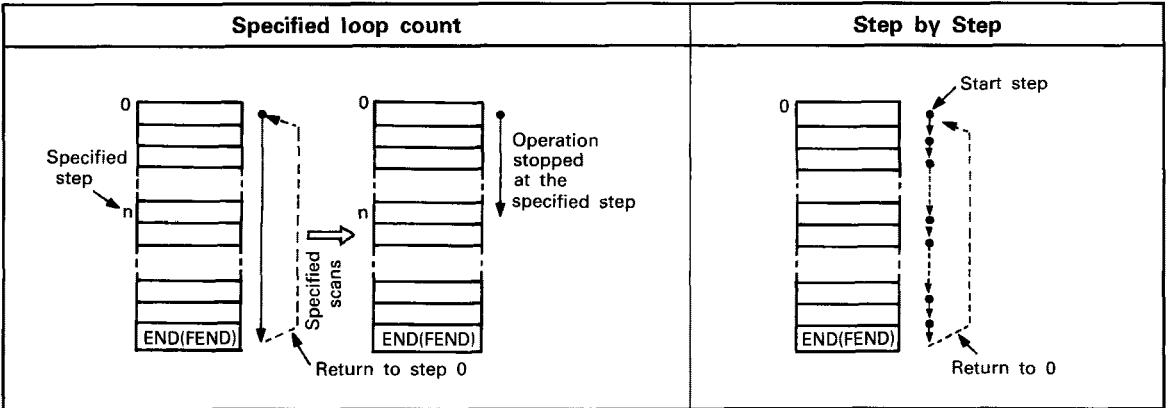 Specified loop count
Step by Step
0
Specified
step
n
END(FEND)
Specified
scans
Return to step 0
0
n
END(FEND)
Operation
stopped
at the
specified step
0
Start step
END(FEND)
Return to 0